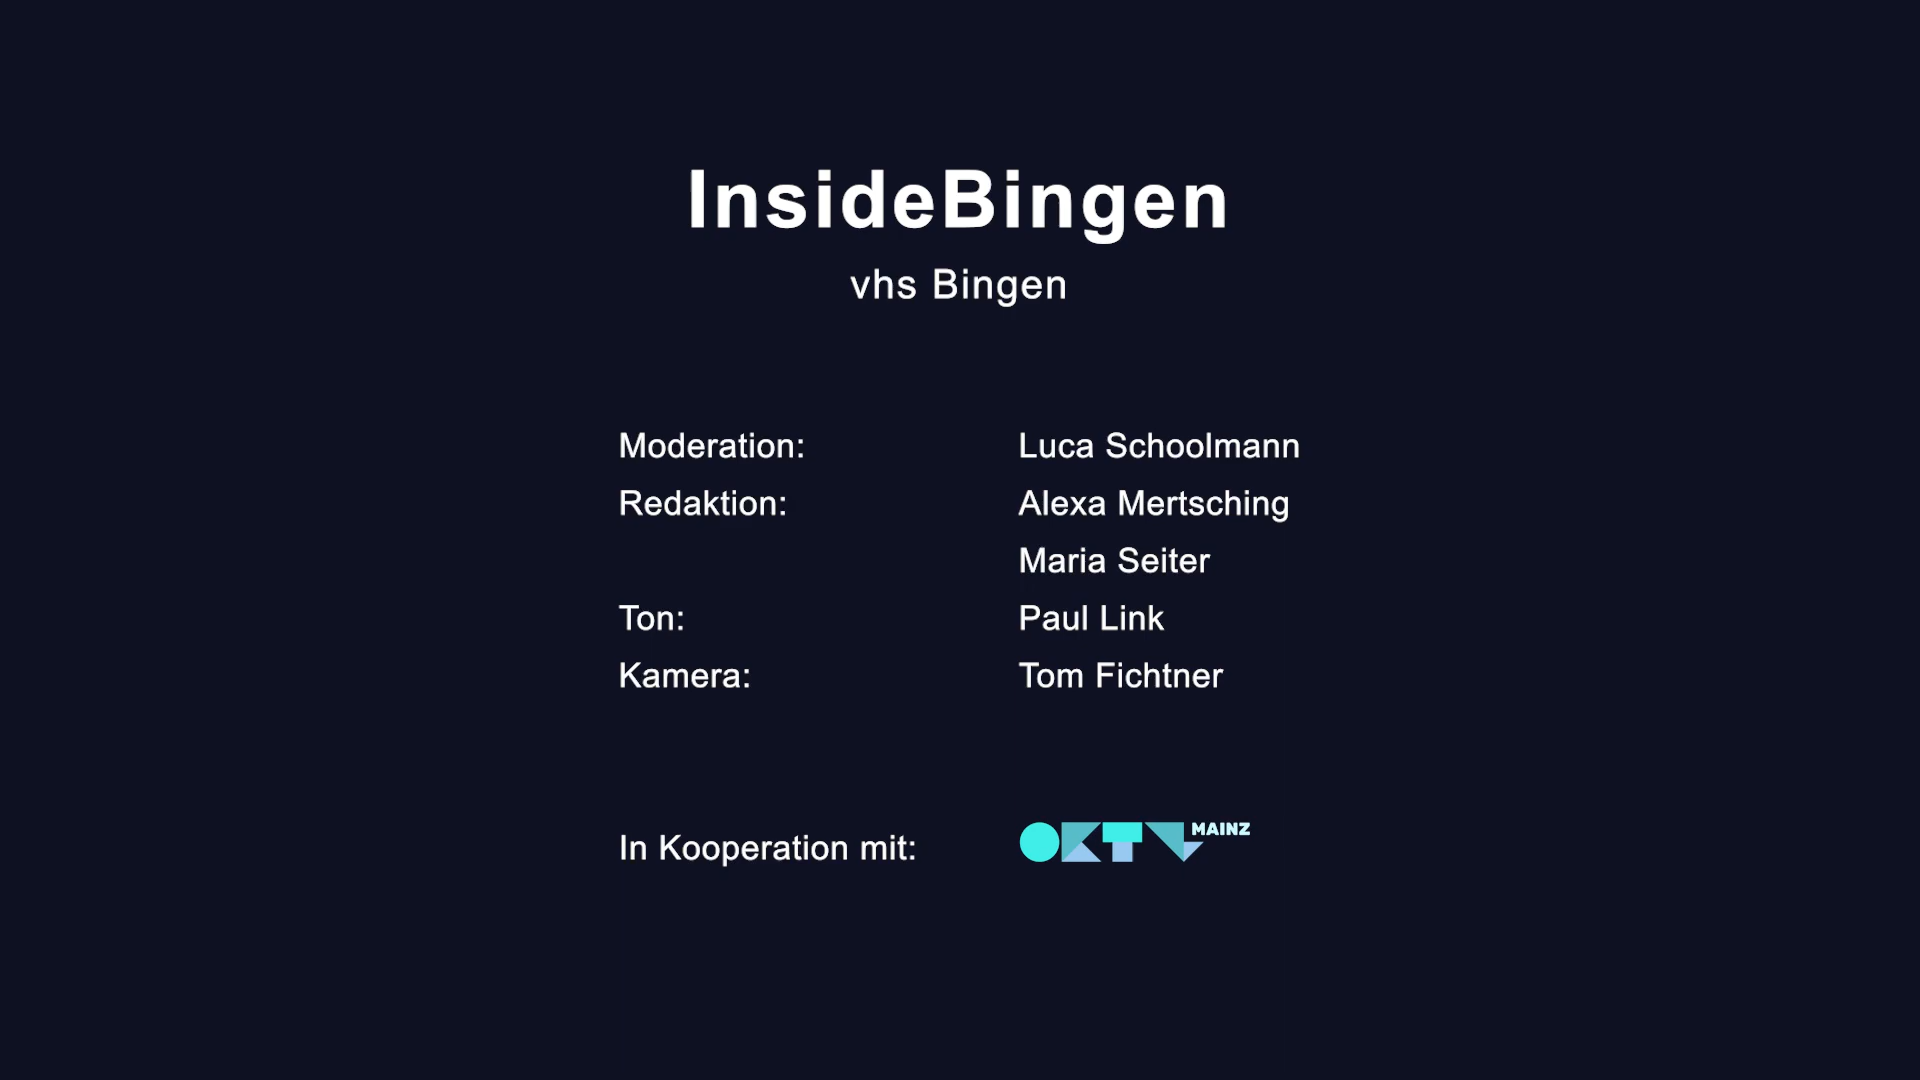 InsideBingen
vhs Bingen
Moderation: Luca Schoolmann
Redaktion: Alexa Mertsching
Maria Seiter
Ton: Paul Link
Kamera: Tom Fichtner
In Kooperation mit: OKTV MAINZ